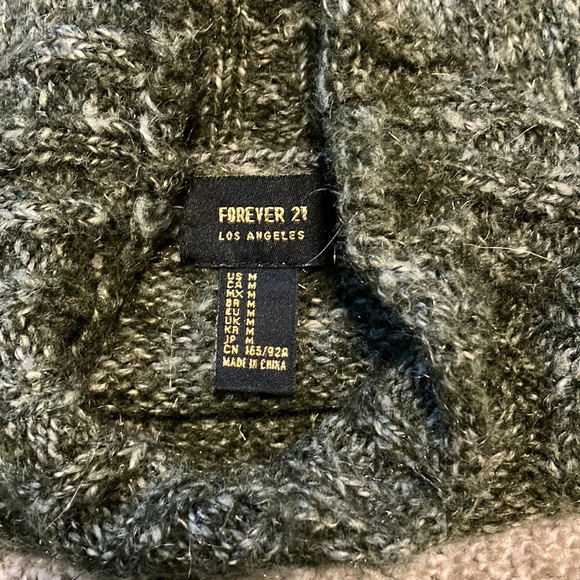 FOREVER 21
LOS ANGELES
US M
CA M
MX M
BR M
EU M
UK M
KR M
JP M
CN 165/92A
MADE IN CHINA